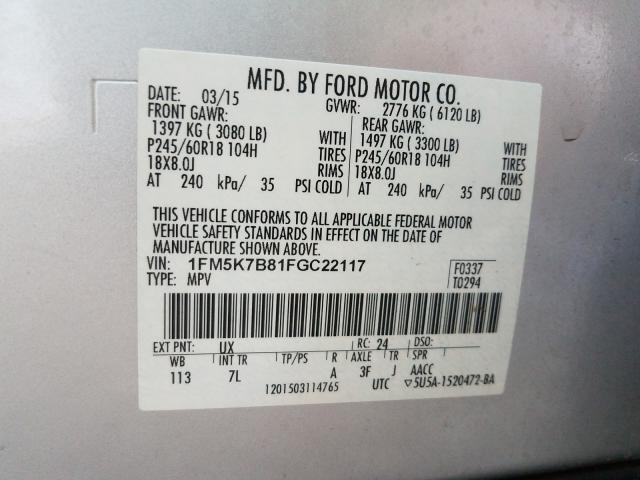 MFD. BY FORD MOTOR CO.
DATE: 03/15 GVWR: 2776 KG ( 6120 LB)
FRONT GAWR: REAR GAWR:
1397 KG ( 3080 LB) WITH 1497 KG ( 3300 LB) WITH
P245/60R18 104H TIRES P245/60R18 104H TIRES
18X8.0J RIMS 18X8.0J RIMS
AT 240 kPa/ 35 PSI COLD AT 240 kPa/ 35 PSI COLD
THIS VEHICLE CONFORMS TO ALL APPLICABLE FEDERAL MOTOR
VEHICLE SAFETY STANDARDS IN EFFECT ON THE DATE OF
MANUFACTURE SHOWN ABOVE.
VIN: 1FM5K7B81FGC22117 F0337
TYPE: MPV T0294
EXT PNT: UX RC: 24 DSO:
WB INT TR TP/PS R AXLE TR SPR
113 7L A 3F J AACC
1201503114765 UTC ▽5U5A-1520472-BA